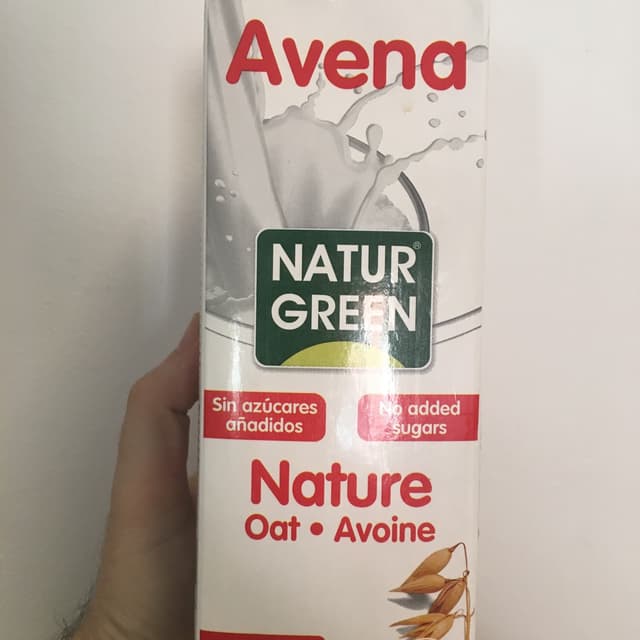 Avena
NATUR®
GREEN
Sin azúcares
añadidos
No added
sugars
Nature
Oat • Avoine